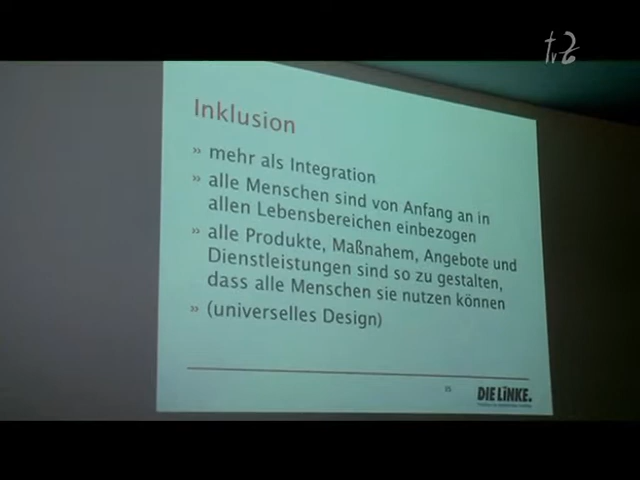 tv2
Inklusion
» mehr als Integration
» alle Menschen sind von Anfang an in
allen Lebensbereichen einbezogen
» alle Produkte, Maßnahem, Angebote und
Dienstleistungen sind so zu gestalten,
dass alle Menschen sie nutzen können
» (universelles Design)
DIE LINKE.